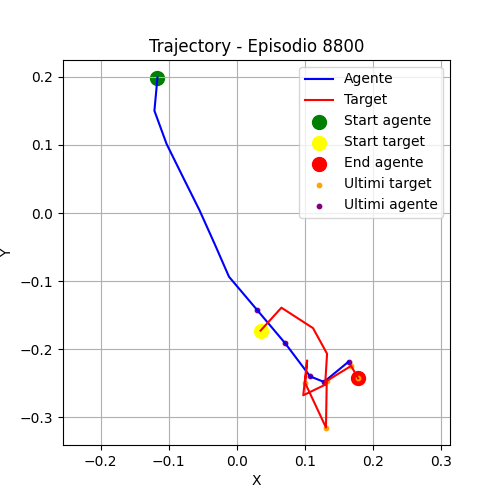 Trajectory - Episodio 8800
Agente
Target
Start agente
Start target
End agente
Ultimi target
Ultimi agente
0.2
0.1
0.0
−0.1
−0.2
−0.3
Y
−0.2
−0.1
0.0
0.1
0.2
0.3
X